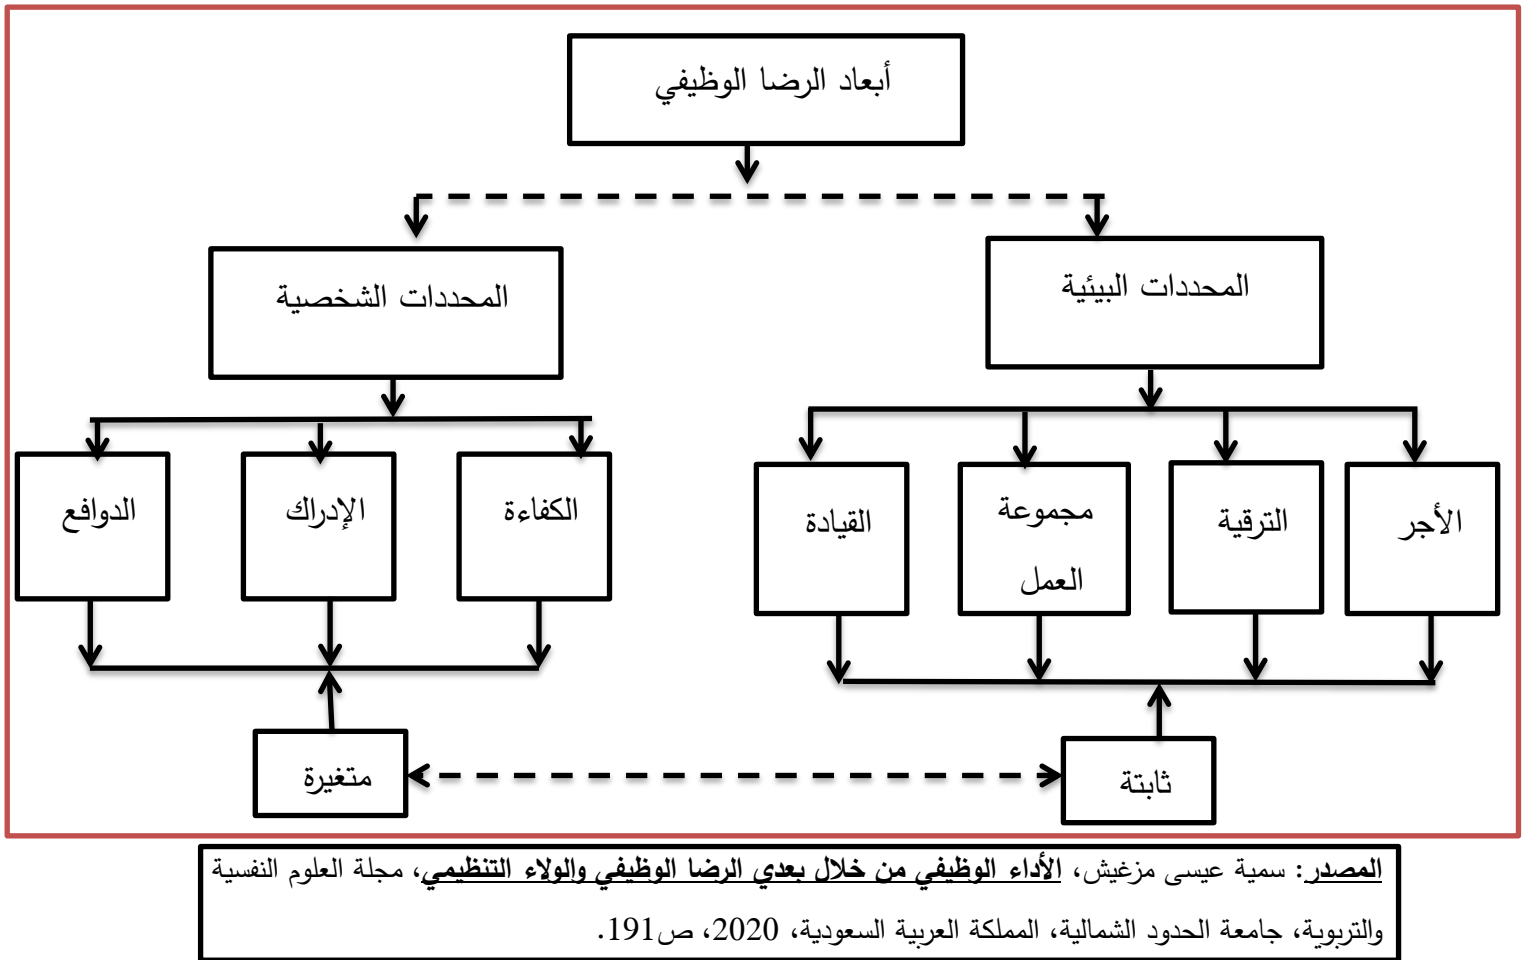 أبعاد الرضا الوظيفي
المحددات البيئية
المحددات الشخصية
الأجر
الترقية
مجموعة
العمل
القيادة
الكفاءة
الإدراك
الدوافع
ثابتة
متغيرة
المصدر: سمية عيسى مزغيش، الأداء الوظيفي من خلال بعدي الرضا الوظيفي والولاء التنظيمي، مجلة العلوم النفسية
والتربوية، جامعة الحدود الشمالية، المملكة العربية السعودية، 2020، ص191.